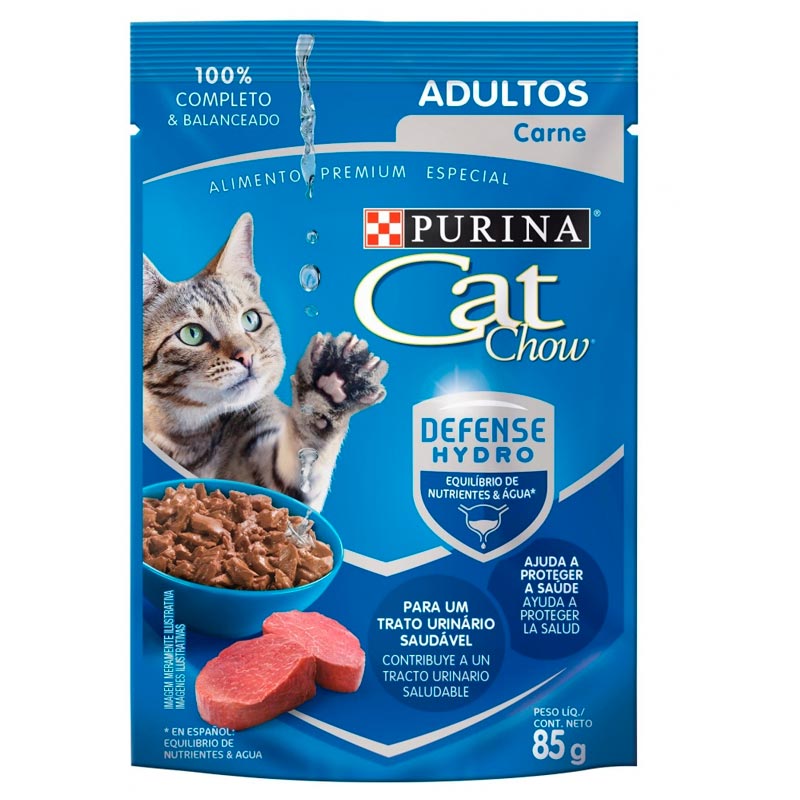 100%
COMPLETO
& BALANCEADO
ADULTOS
Carne
ALIMENTO PREMIUM ESPECIAL
PURINA®
Cat
Chow®
DEFENSE
HYDRO
EQUILÍBRIO DE
NUTRIENTES & ÁGUA*
AJUDA A
PROTEGER
A SAÚDE
AYUDA A
PROTEGER
LA SALUD
PARA UM
TRATO URINÁRIO
SAUDÁVEL
CONTRIBUYE A UN
TRACTO URINARIO
SALUDABLE
IMAGEM MERAMENTE ILUSTRATIVA
IMÁGENES ILUSTRATIVAS
* EN ESPAÑOL:
EQUILIBRIO DE
NUTRIENTES & AGUA
PESO LÍQ./
CONT. NETO
85g